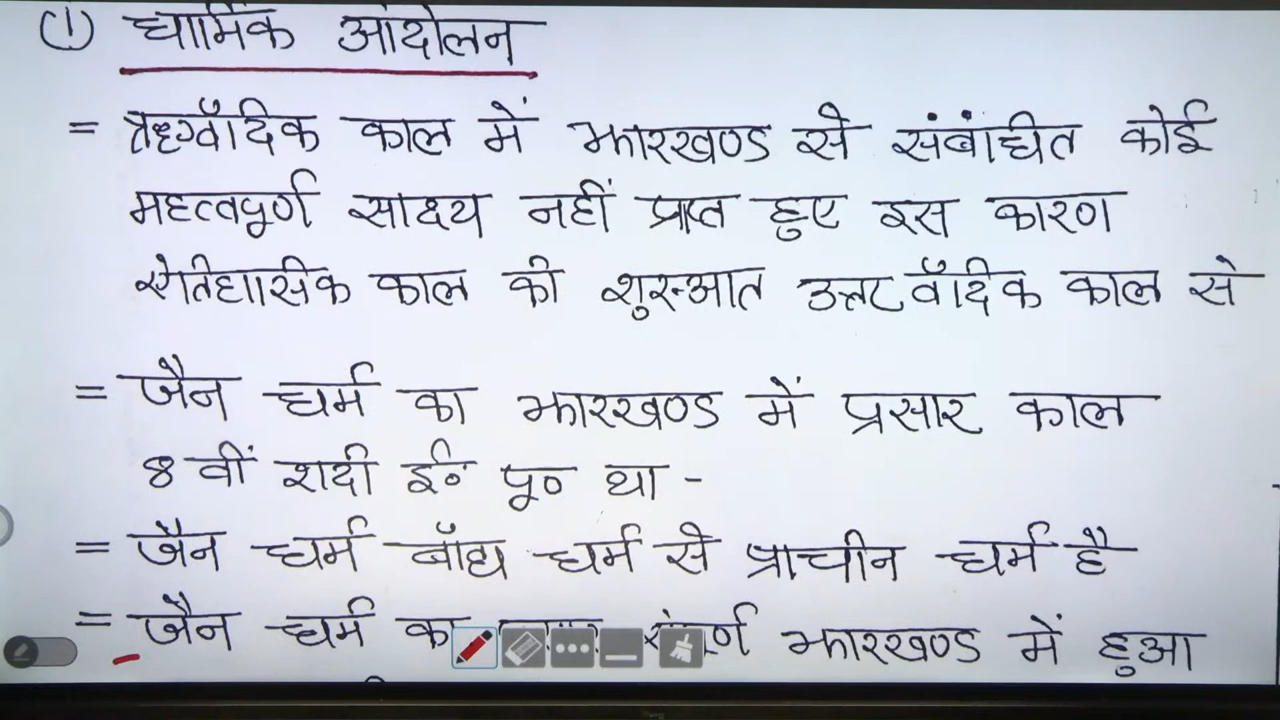 (1) धार्मिक आंदोलन
= ऋग्वैदिक काल में झारखण्ड से संबंधित कोई
महत्वपूर्ण साक्ष्य नहीं प्राप्त हुए इस कारण
ऐतिहासिक काल की शुरुआत उत्तर वैदिक काल से
= जैन धर्म का झारखण्ड में प्रसार काल
8 वीं शदी ई० पू० था -
= जैन धर्म बौद्ध धर्म से प्राचीन धर्म है
= जैन धर्म का झारखण्ड में हुआ